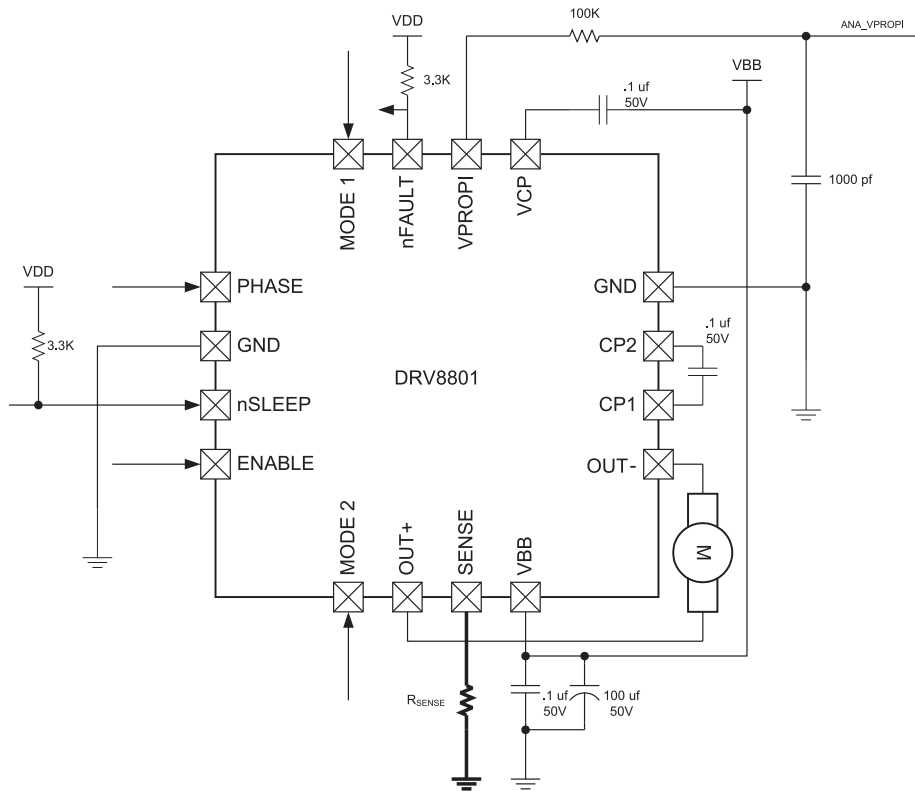 100K
ANA_VPROPI
VDD
VBB
3.3K
.1 uf
50V
MODE 1
nFAULT
VPROPI
VCP
1000 pf
VDD
PHASE
GND
3.3K
GND
CP2
.1 uf
50V
DRV8801
nSLEEP
CP1
ENABLE
OUT-
MODE 2
OUT+
SENSE
VBB
M
RSENSE
.1 uf
50V
100 uf
50V